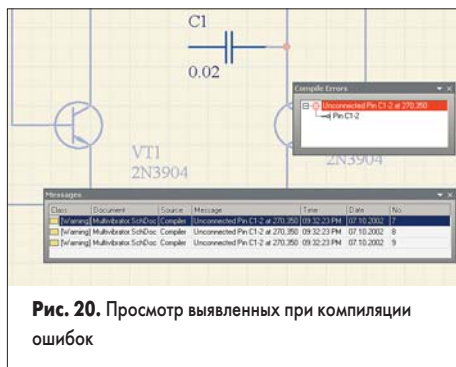 C1
0.02
Compile Errors
Unconnected Pin C1-2 at 270,350
Pin C1-2
VT1
2N3904
2N3904
Messages
Class Document Source Message Time Date No
[Warning] Multivibrator.SchDoc Compiler Unconnected Pin C1-2 at 270,350 09:32:23 PM 07.10.2002 7
[Warning] Multivibrator.SchDoc Compiler Unconnected Pin C1-2 at 270,350 09:32:23 PM 07.10.2002 8
[Warning] Multivibrator.SchDoc Compiler Unconnected Pin C1-2 at 270,350 09:32:23 PM 07.10.2002 9
Рис. 20. Просмотр выявленных при компиляции
ошибок